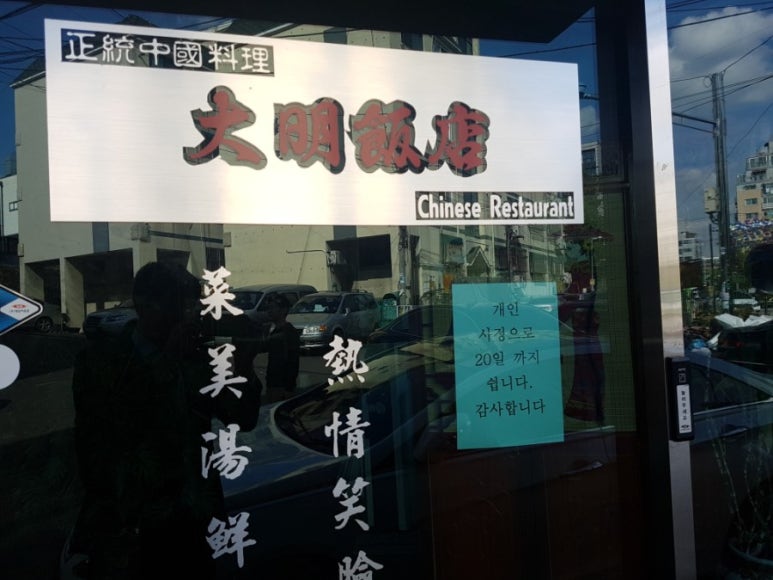 正統中國料理
大明飯店
Chinese Restaurant
菜美湯鮮
熱情笑臉
개인
사정으로
20일 까지
쉽니다.
감사합니다